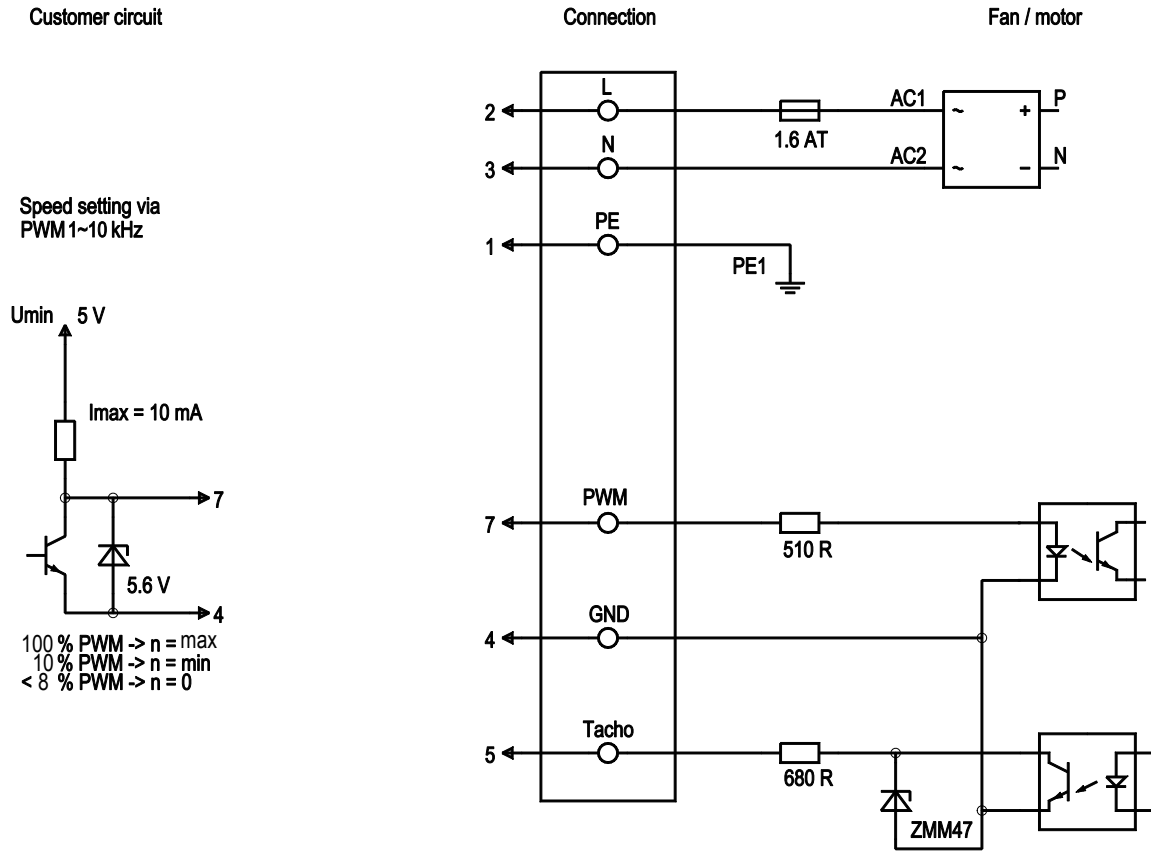 Customer circuit
Connection
Fan / motor
L
2
AC1
~
+
P
1.6 AT
N
3
AC2
~
−
N
Speed setting via
PWM 1~10 kHz
PE
1
PE1
Umin
5 V
Imax = 10 mA
7
PWM
7
510 R
5.6 V
4
GND
4
100 % PWM -> n = max
10 % PWM -> n = min
< 8 % PWM -> n = 0
Tacho
5
680 R
ZMM47